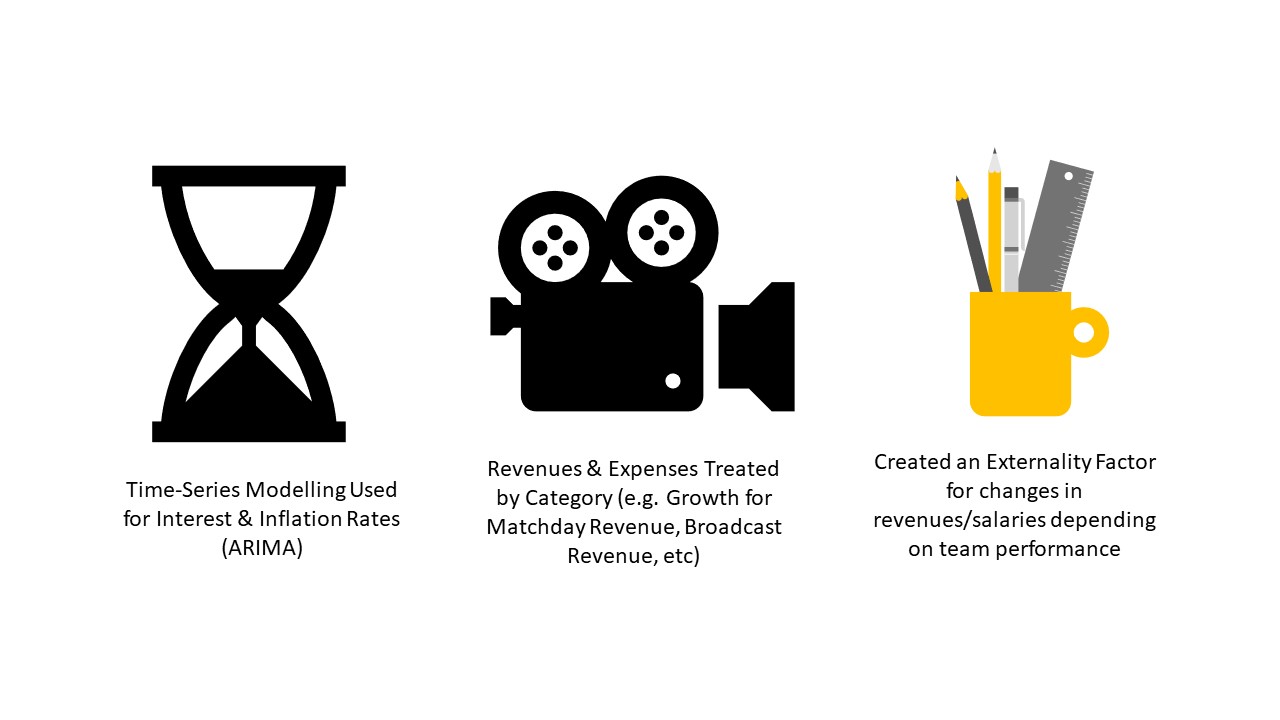 Time-Series Modelling Used
for Interest & Inflation Rates
(ARIMA)
Revenues & Expenses Treated
by Category (e.g. Growth for
Matchday Revenue, Broadcast
Revenue, etc)
Created an Externality Factor
for changes in
revenues/salaries depending
on team performance